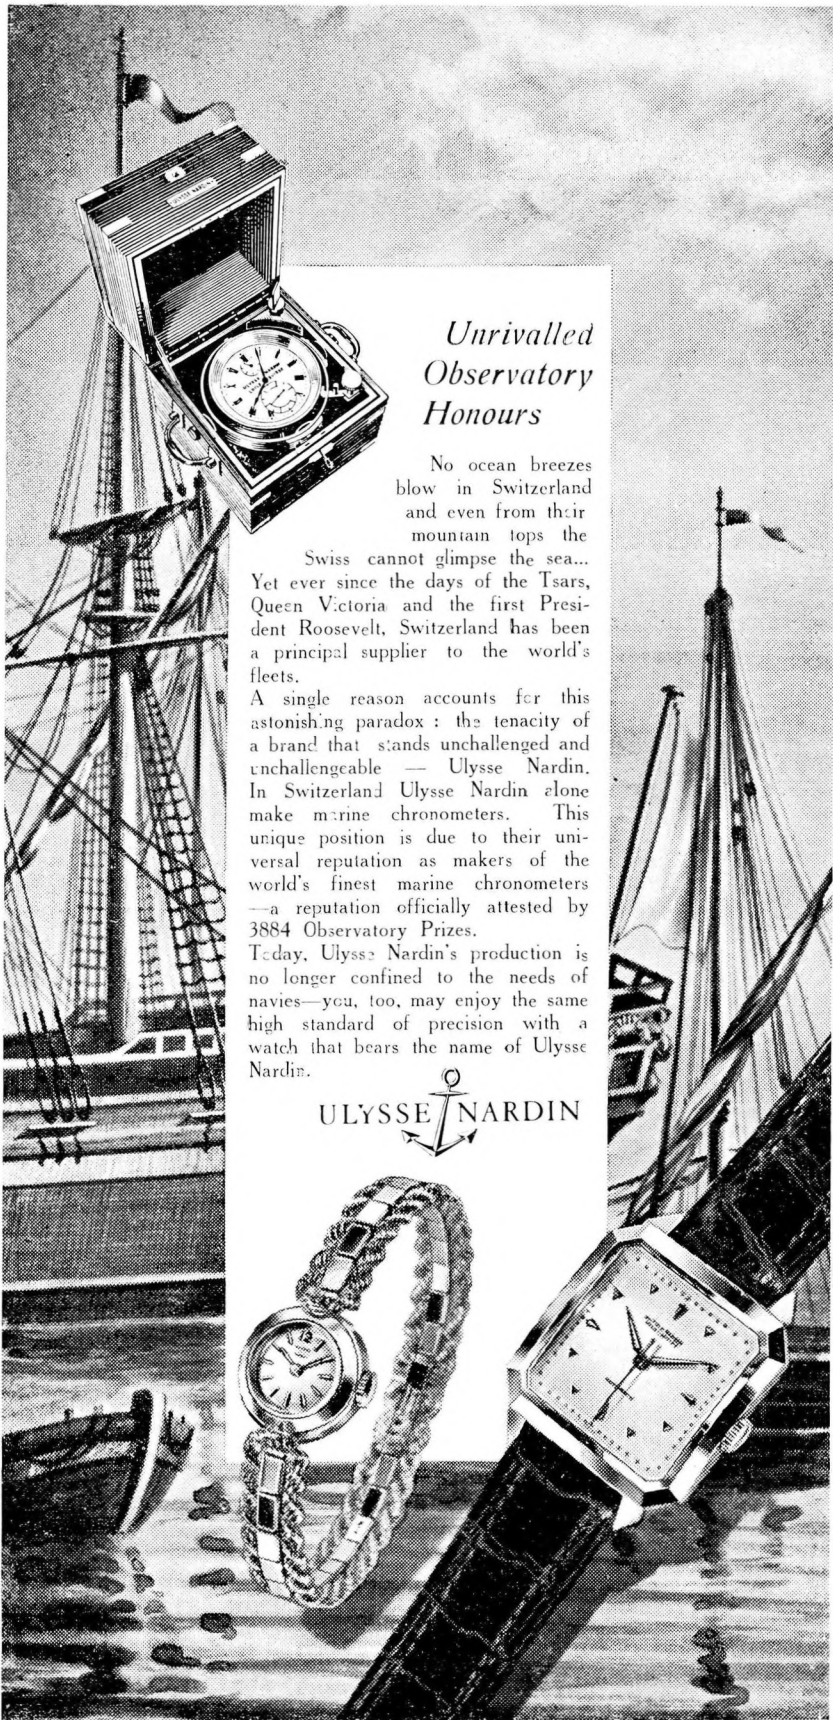 ULYSSE NARDIN
Unrivalled
Observatory
Honours
No ocean breezes
blow in Switzerland
and even from their
mountain tops the
Swiss cannot glimpse the sea...
Yet ever since the days of the Tsars,
Queen Victoria and the first Presi-
dent Roosevelt, Switzerland has been
a principal supplier to the world's
fleets.
A single reason accounts for this
astonishing paradox : the tenacity of
a brand that stands unchallenged and
unchallengeable — Ulysse Nardin.
In Switzerland Ulysse Nardin alone
make marine chronometers. This
unique position is due to their uni-
versal reputation as makers of the
world's finest marine chronometers
—a reputation officially attested by
3884 Observatory Prizes.
Today, Ulysse Nardin's production is
no longer confined to the needs of
navies—you, too, may enjoy the same
high standard of precision with a
watch that bears the name of Ulysse
Nardin.
ULYSSE NARDIN